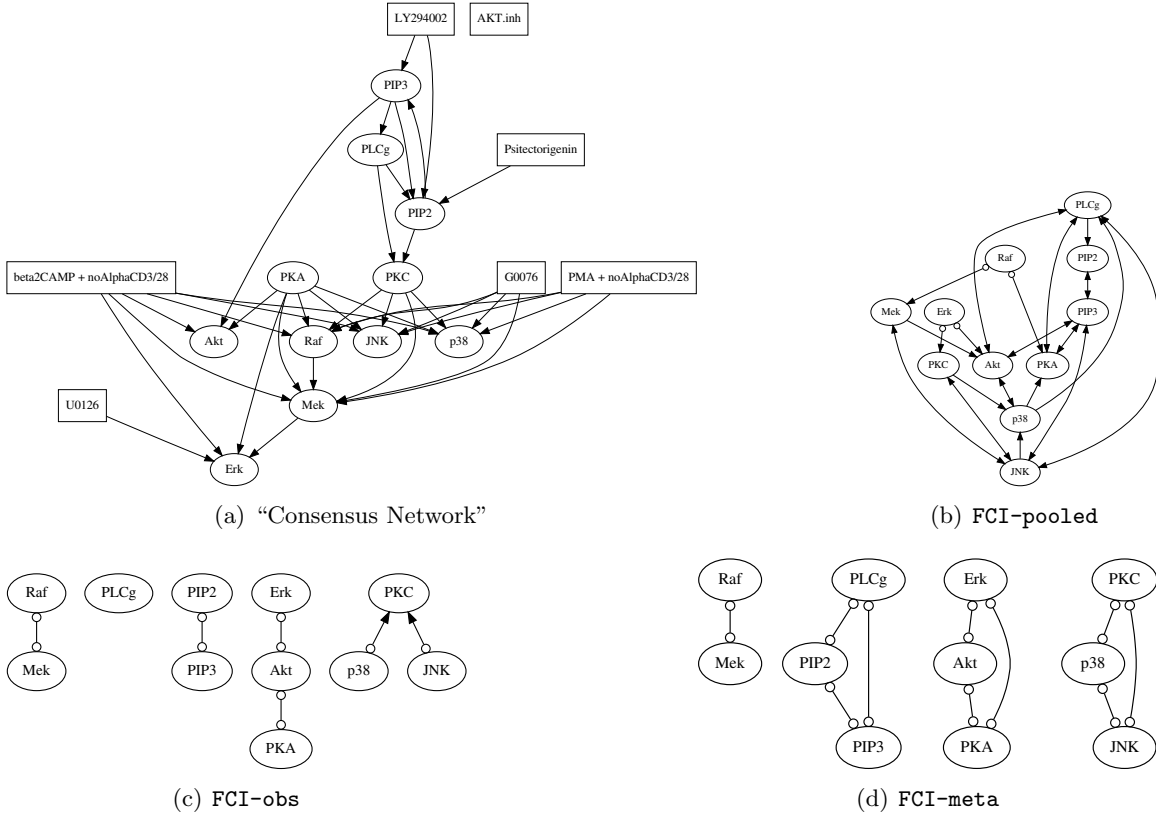 LY294002
AKT.inh
PIP3
PLCg
Psitectorigenin
PIP2
beta2CAMP + noAlphaCD3/28
PKA
PKC
G0076
PMA + noAlphaCD3/28
Akt
Raf
JNK
p38
U0126
Mek
Erk
(a) “Consensus Network”
PLCg
Raf
PIP2
Mek
Erk
PIP3
PKC
Akt
PKA
p38
JNK
(b) FCI-pooled
Raf
PLCg
PIP2
Erk
PKC
Mek
PIP3
Akt
p38
JNK
PKA
(c) FCI-obs
Raf
PLCg
Erk
PKC
Mek
PIP2
Akt
p38
PIP3
PKA
JNK
(d) FCI-meta